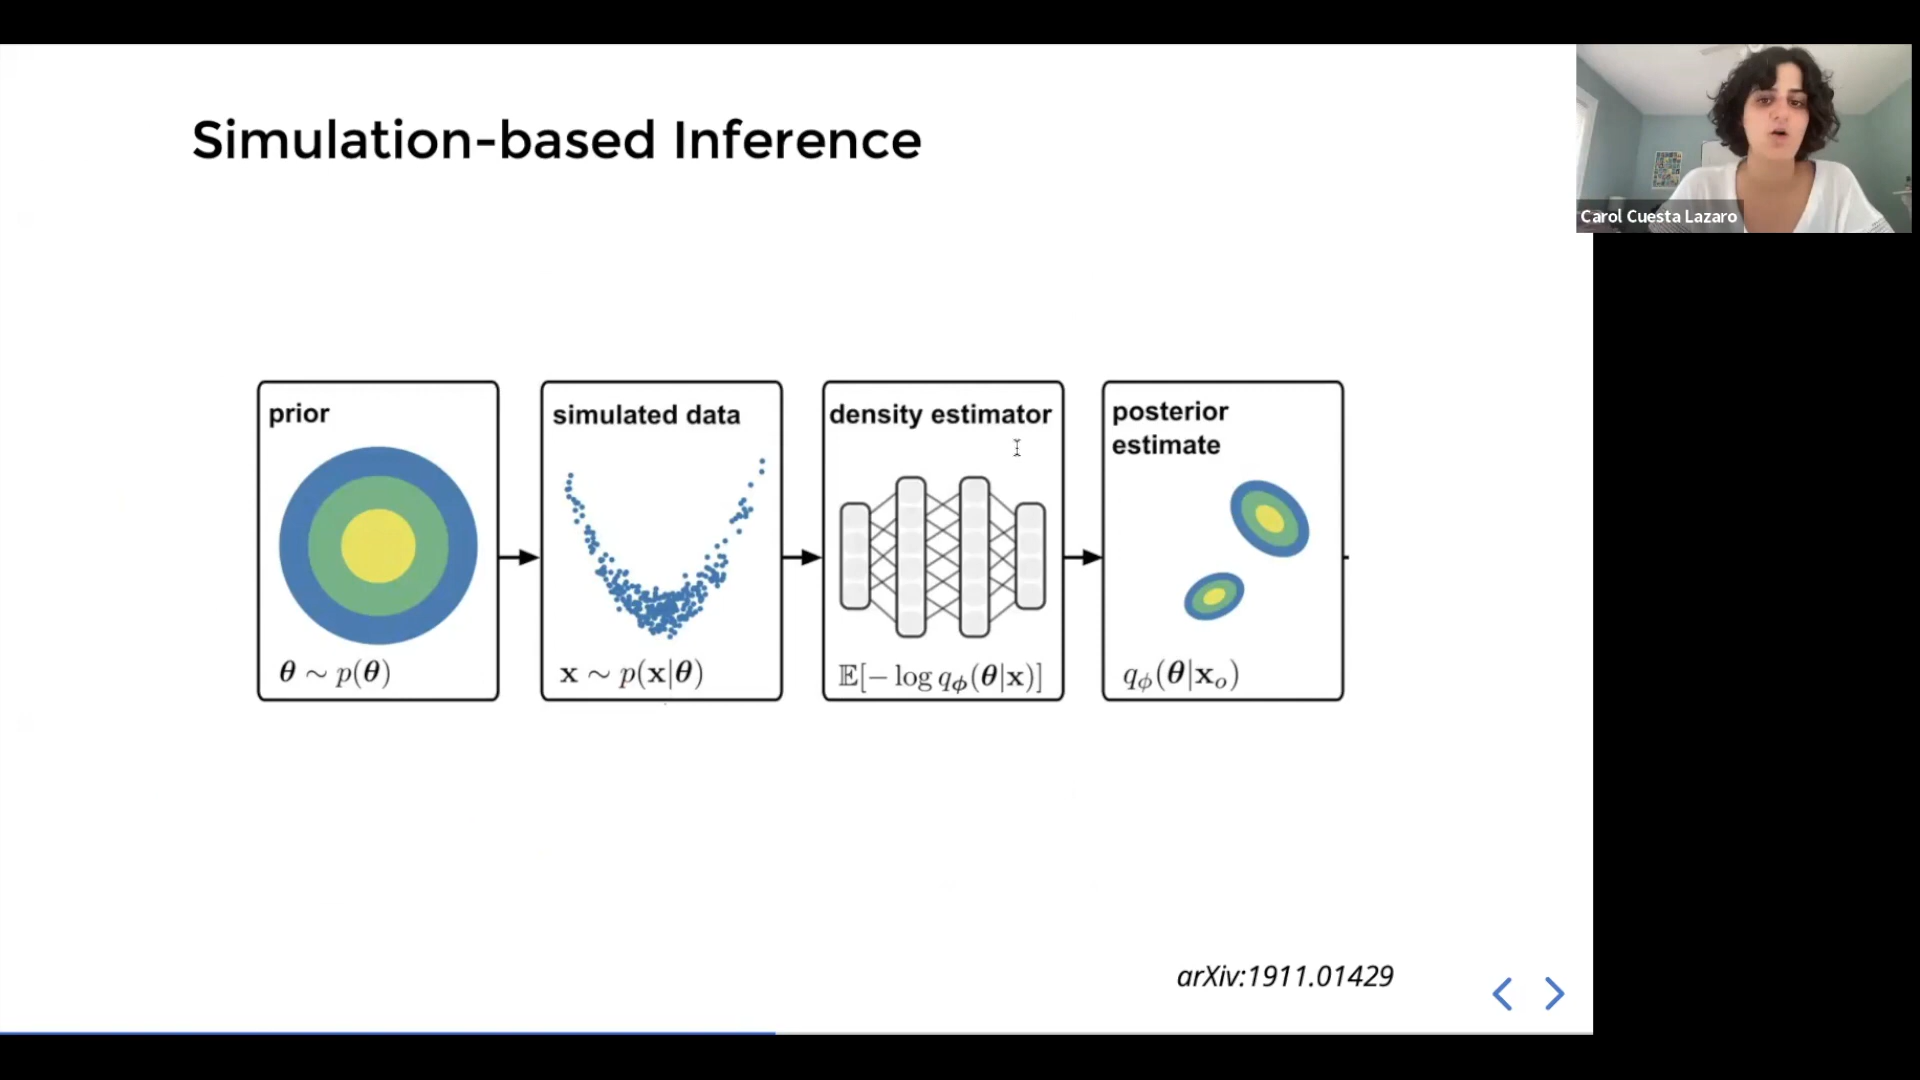 Simulation-based Inference
Carol Cuesta Lazaro
prior
simulated data
density estimator
posterior
estimate
θ ∼ p(θ)
x ∼ p(x|θ)
𝔼[− log qϕ(θ|x)]
qϕ(θ|xₒ)
arXiv:1911.01429